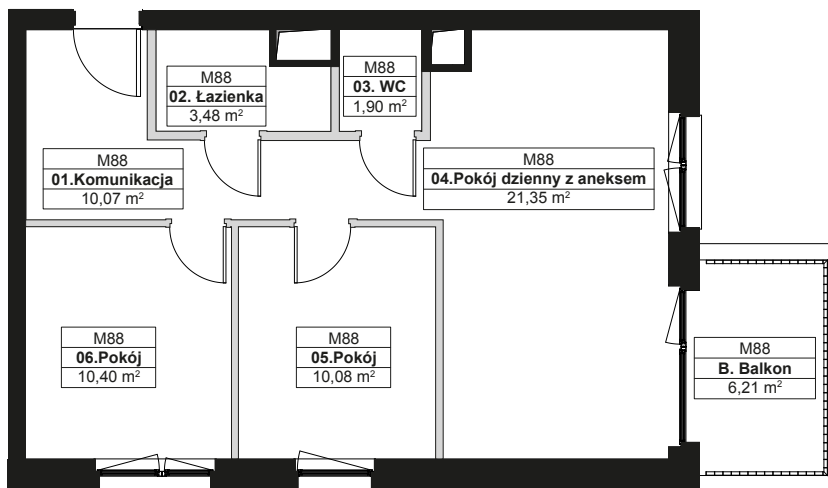 M88
02. Łazienka
3,48 m²
M88
03. WC
1,90 m²
M88
01.Komunikacja
10,07 m²
M88
04.Pokój dzienny z aneksem
21,35 m²
M88
06.Pokój
10,40 m²
M88
05.Pokój
10,08 m²
M88
B. Balkon
6,21 m²